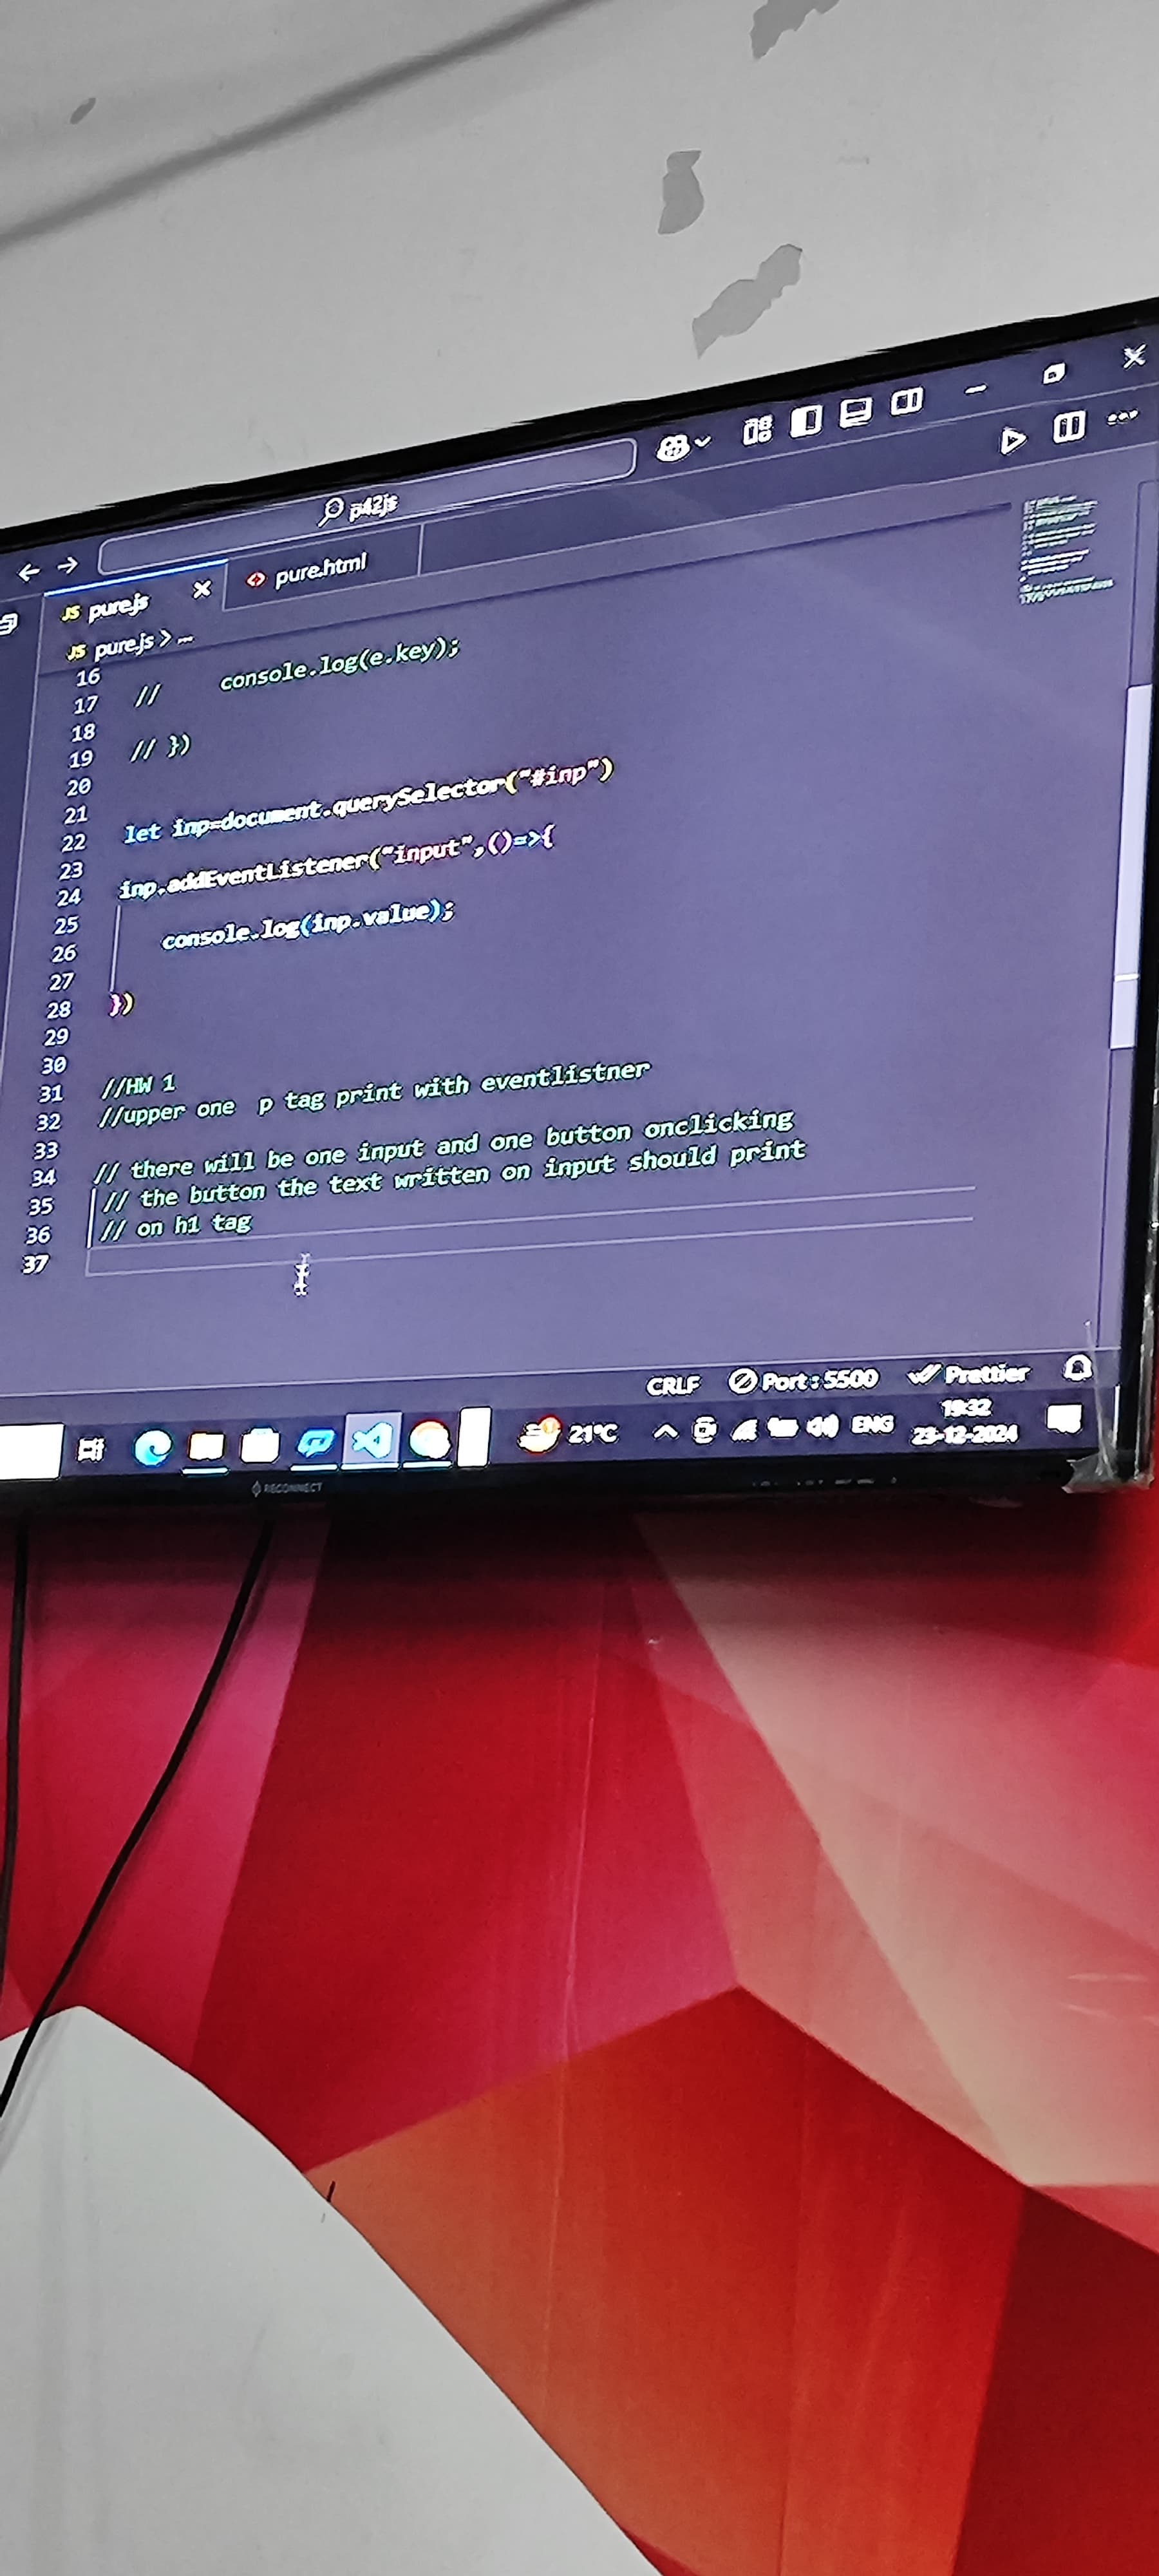 p42js
JS pure.js
pure.html
JS pure.js > ...
16
17 // console.log(e.key);
18
19 // })
20
21
22 let inp=document.querySelector("#inp")
23
24 inp.addEventListener("input",()=>{
25
26 console.log(inp.value);
27
28 })
29
30
31 //HW 1
32 //upper one p tag print with eventlistner
33
34 // there will be one input and one button onclicking
35 // the button the text written on input should print
36 // on h1 tag
37
CRLF Port : 5500 Prettier
21°C ENG 19:32
23-12-2024
RECONNECT